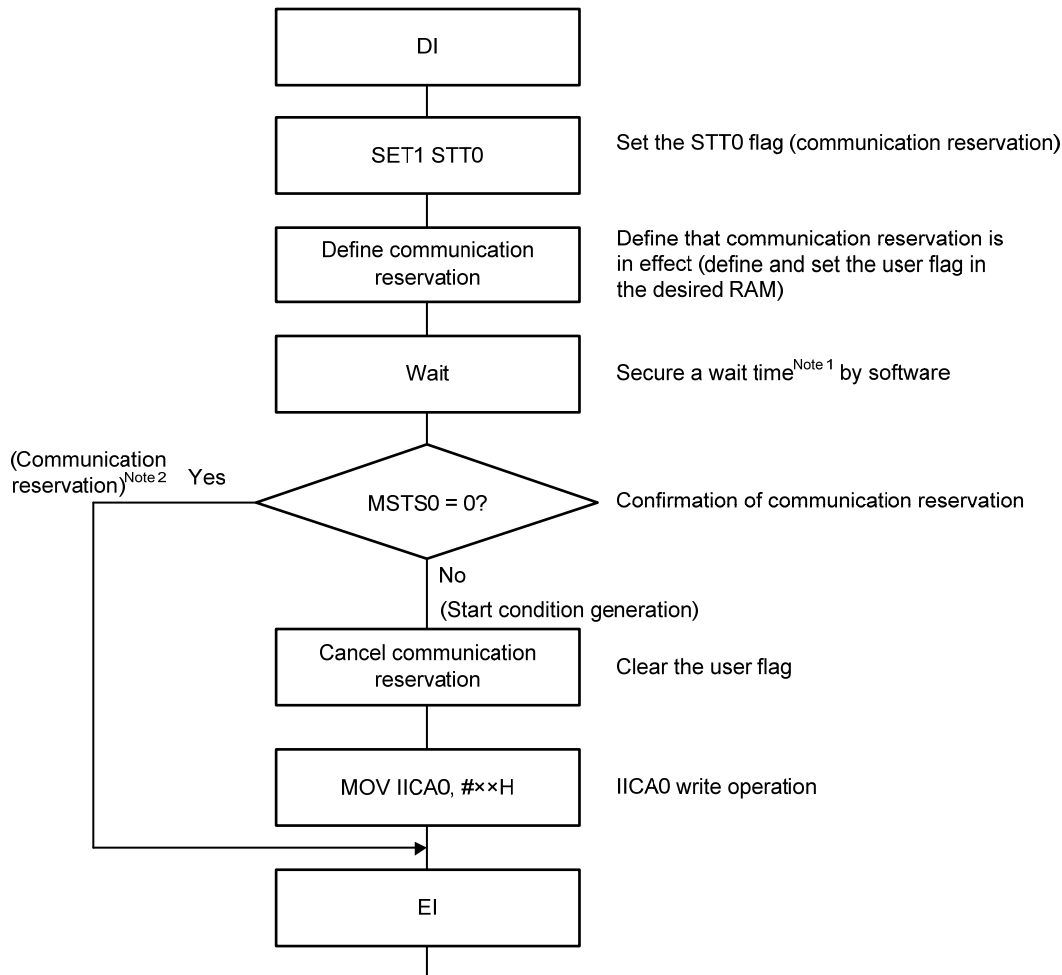 DI
SET1 STT0
Set the STT0 flag (communication reservation)
Define communication
reservation
Define that communication reservation is
in effect (define and set the user flag in
the desired RAM)
Wait
Secure a wait time Note 1 by software
(Communication
reservation) Note 2
Yes
MSTS0 = 0?
Confirmation of communication reservation
No
(Start condition generation)
Cancel communication
reservation
Clear the user flag
MOV IICA0, #××H
IICA0 write operation
EI